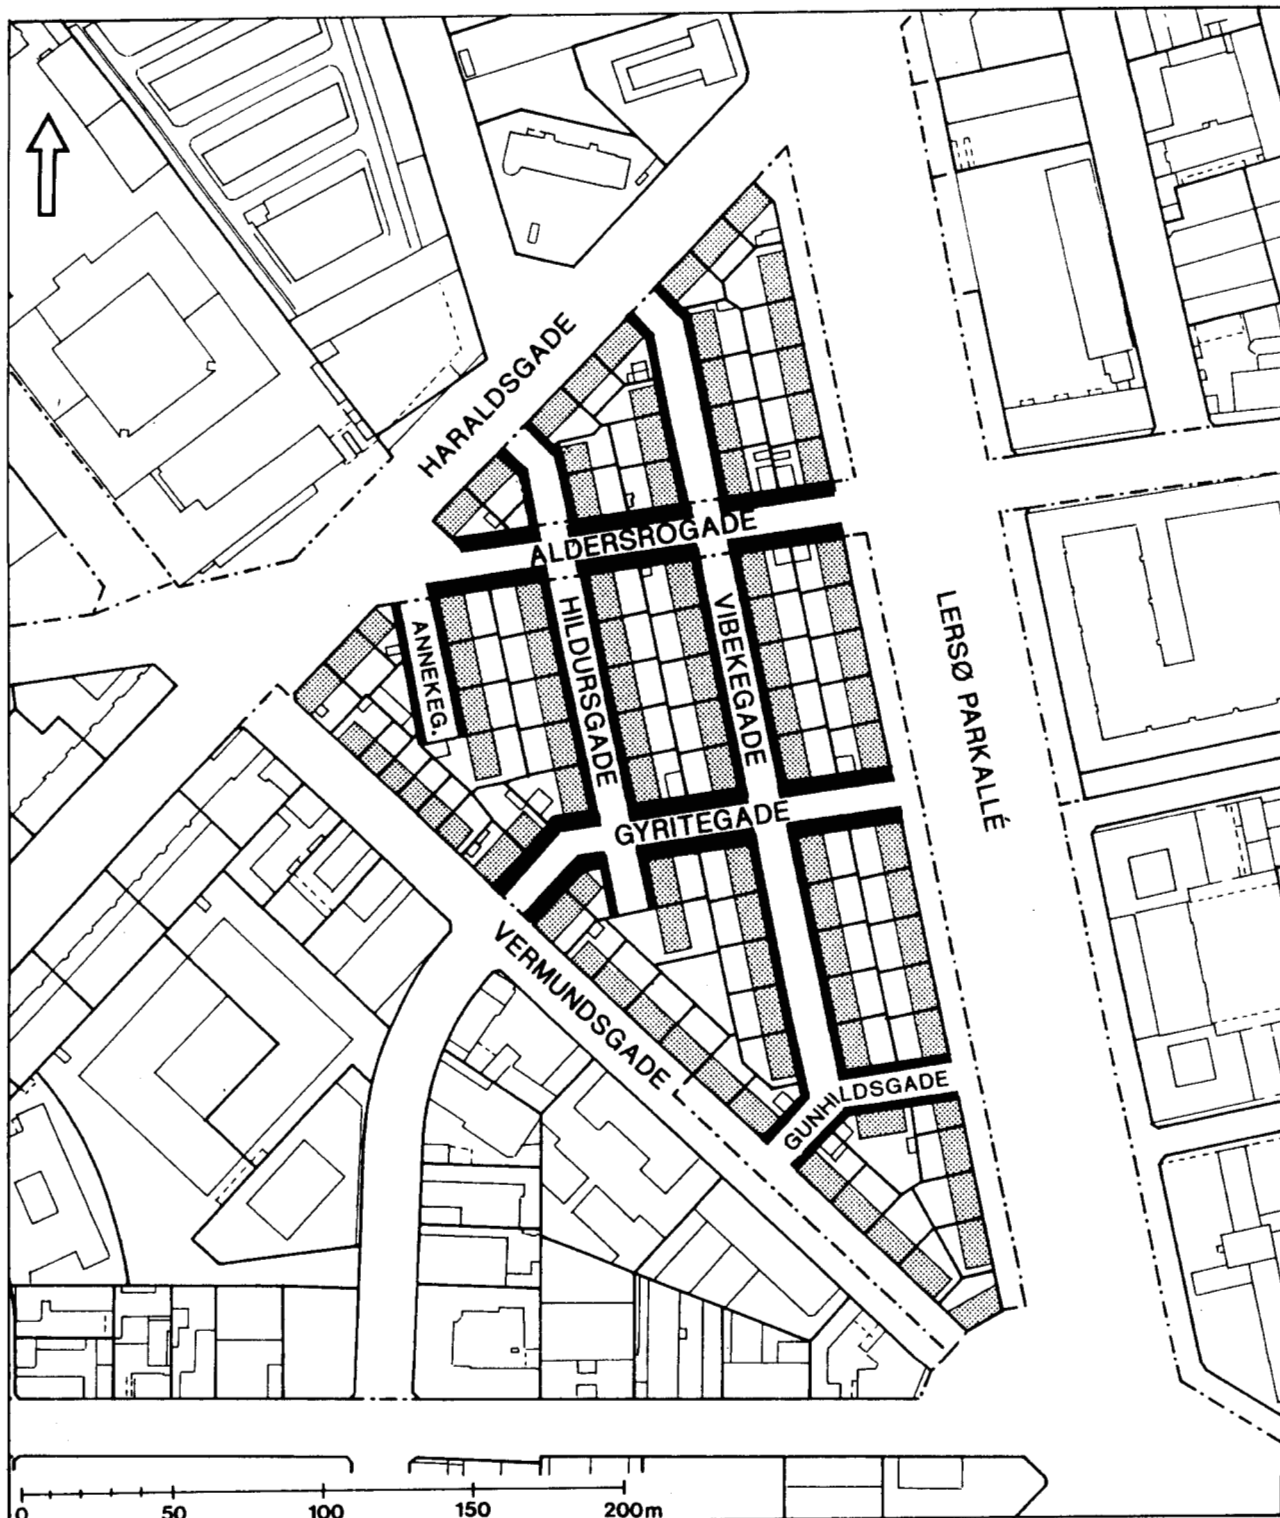 HARALDSGADE
ALDERSROGADE
ANNEKEG.
HILDURSGADE
VIBEKEGADE
LERSØ PARKALLÉ
GYRITEGADE
VERMUNDSGADE
GUNHILDSGADE
0 50 100 150 200m